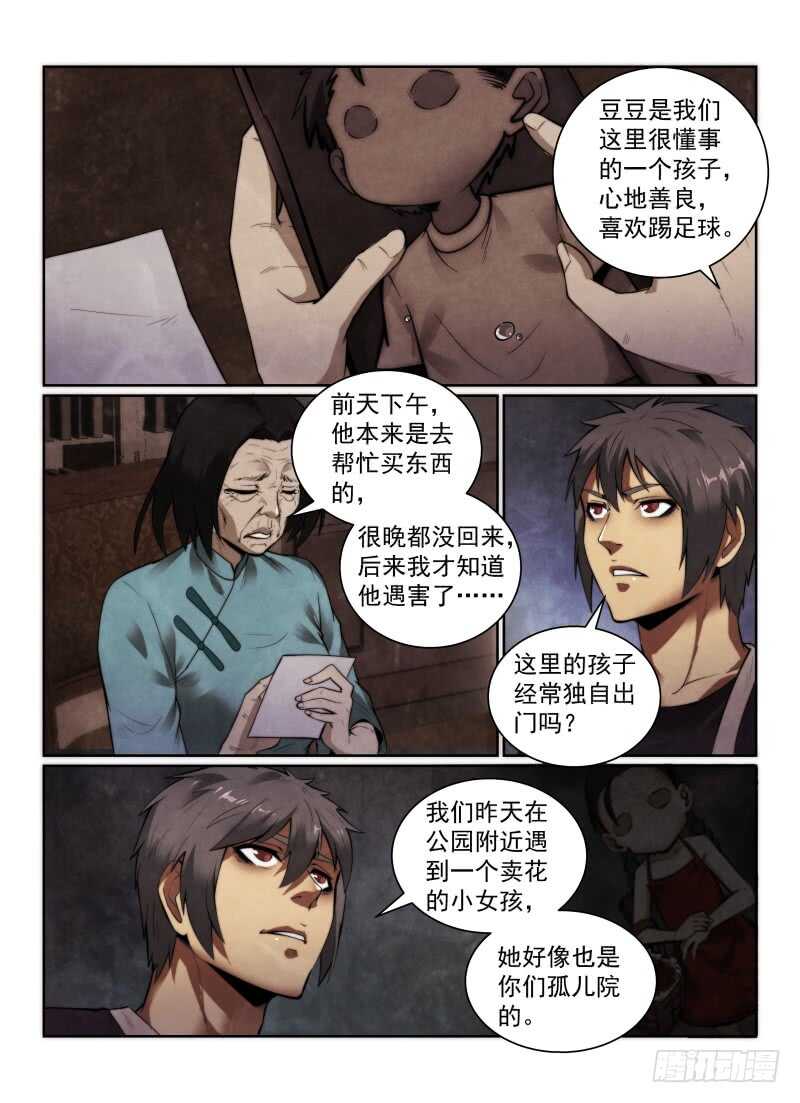 豆豆是我们
这里很懂事
的一个孩子，
心地善良，
喜欢踢足球。
前天下午，
他本来是去
帮忙买东西
的，
很晚都没回来，
后来我才知道
他遇害了……
这里的孩子
经常独自出
门吗？
我们昨天在
公园附近遇
到一个卖花
的小女孩，
她好像也是
你们孤儿院
的。
腾讯动漫